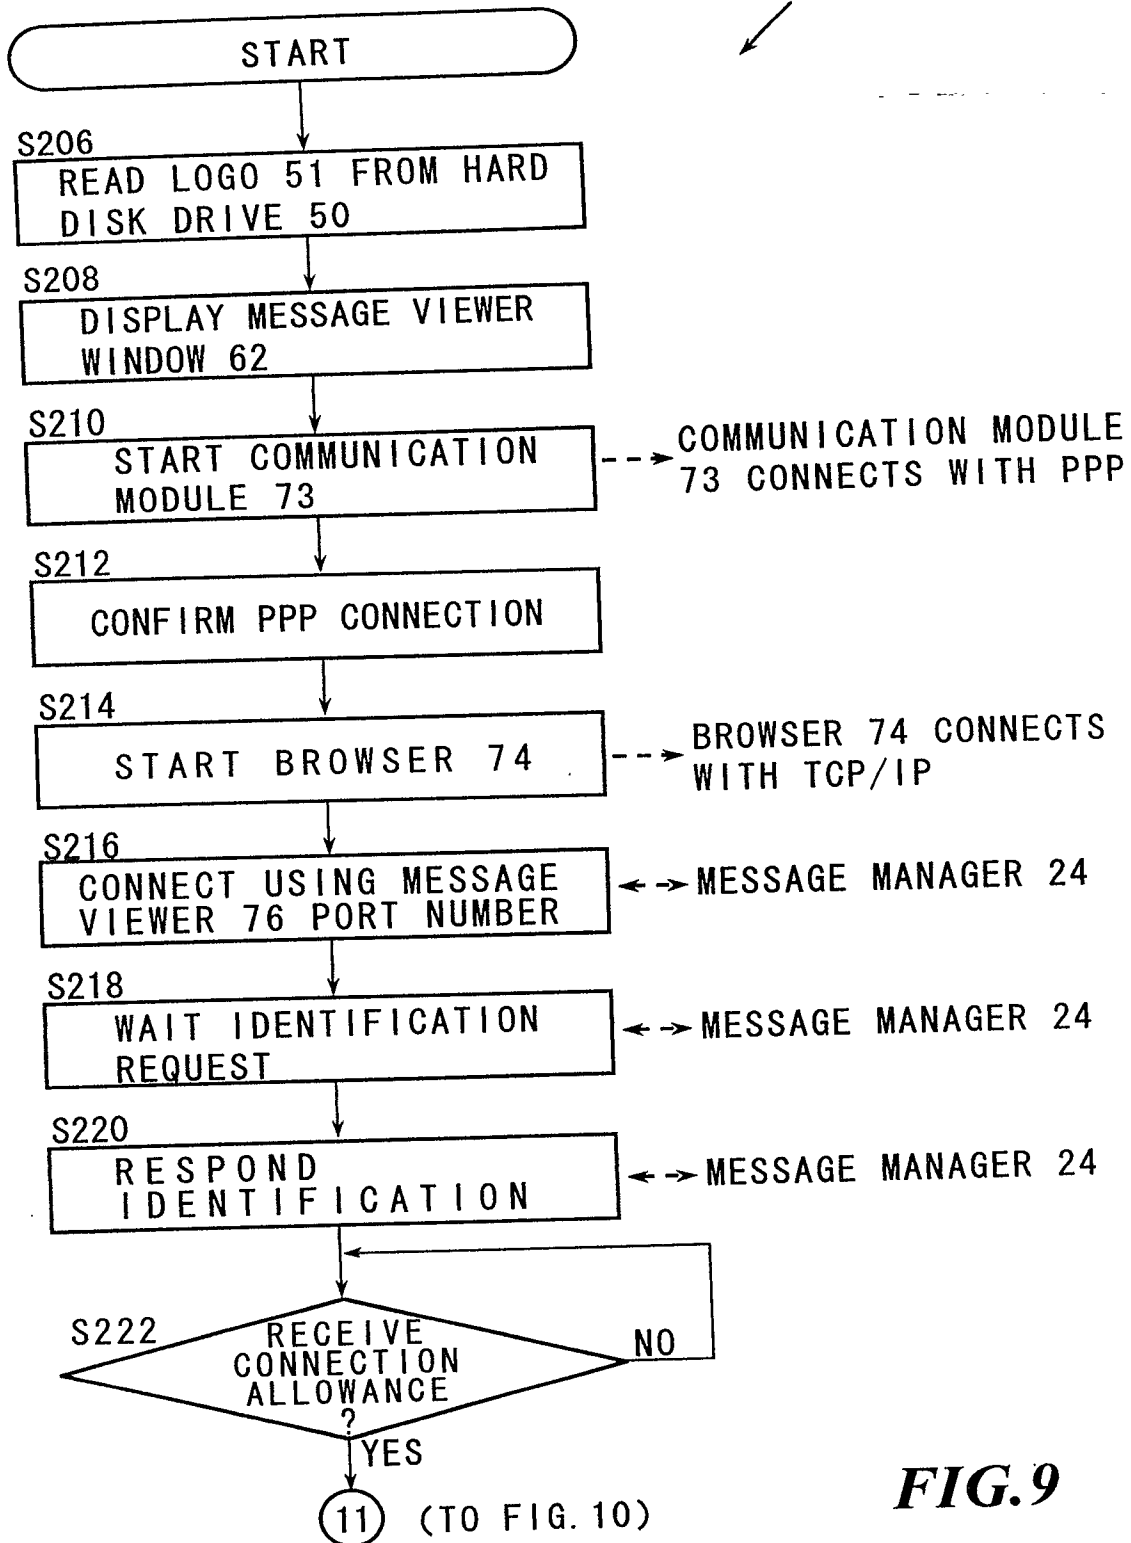 START
S206
READ LOGO 51 FROM HARD
DISK DRIVE 50
S208
DISPLAY MESSAGE VIEWER
WINDOW 62
S210
START COMMUNICATION
MODULE 73
COMMUNICATION MODULE
73 CONNECTS WITH PPP
S212
CONFIRM PPP CONNECTION
S214
START BROWSER 74
BROWSER 74 CONNECTS
WITH TCP/IP
S216
CONNECT USING MESSAGE
VIEWER 76 PORT NUMBER
MESSAGE MANAGER 24
S218
WAIT IDENTIFICATION
REQUEST
MESSAGE MANAGER 24
S220
RESPOND
IDENTIFICATION
MESSAGE MANAGER 24
S222
RECEIVE
CONNECTION
ALLOWANCE
?
NO
YES
11 (TO FIG. 10)
FIG. 9